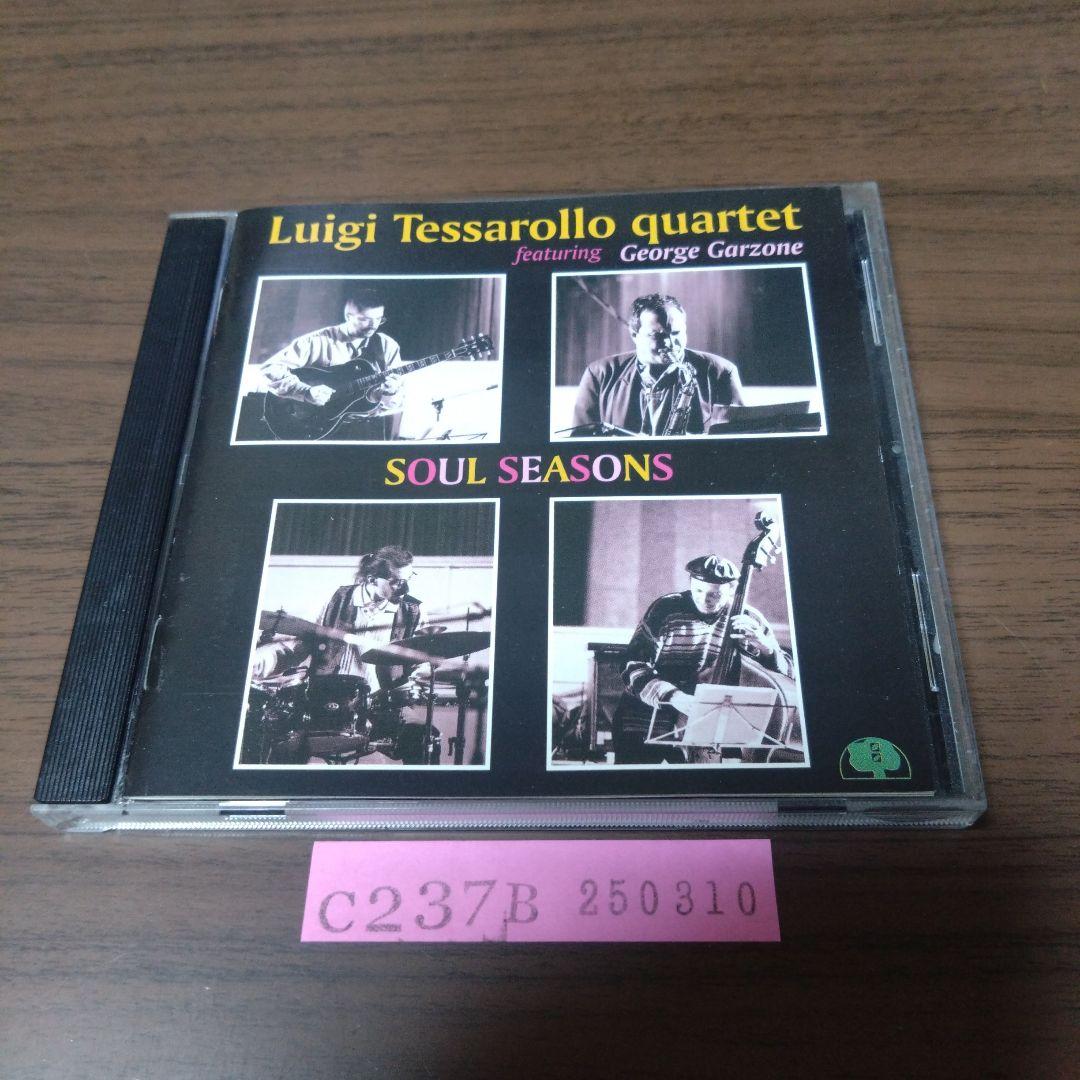 Luigi Tessarollo quartet
featuring George Garzone
SOUL SEASONS
C237B 250310